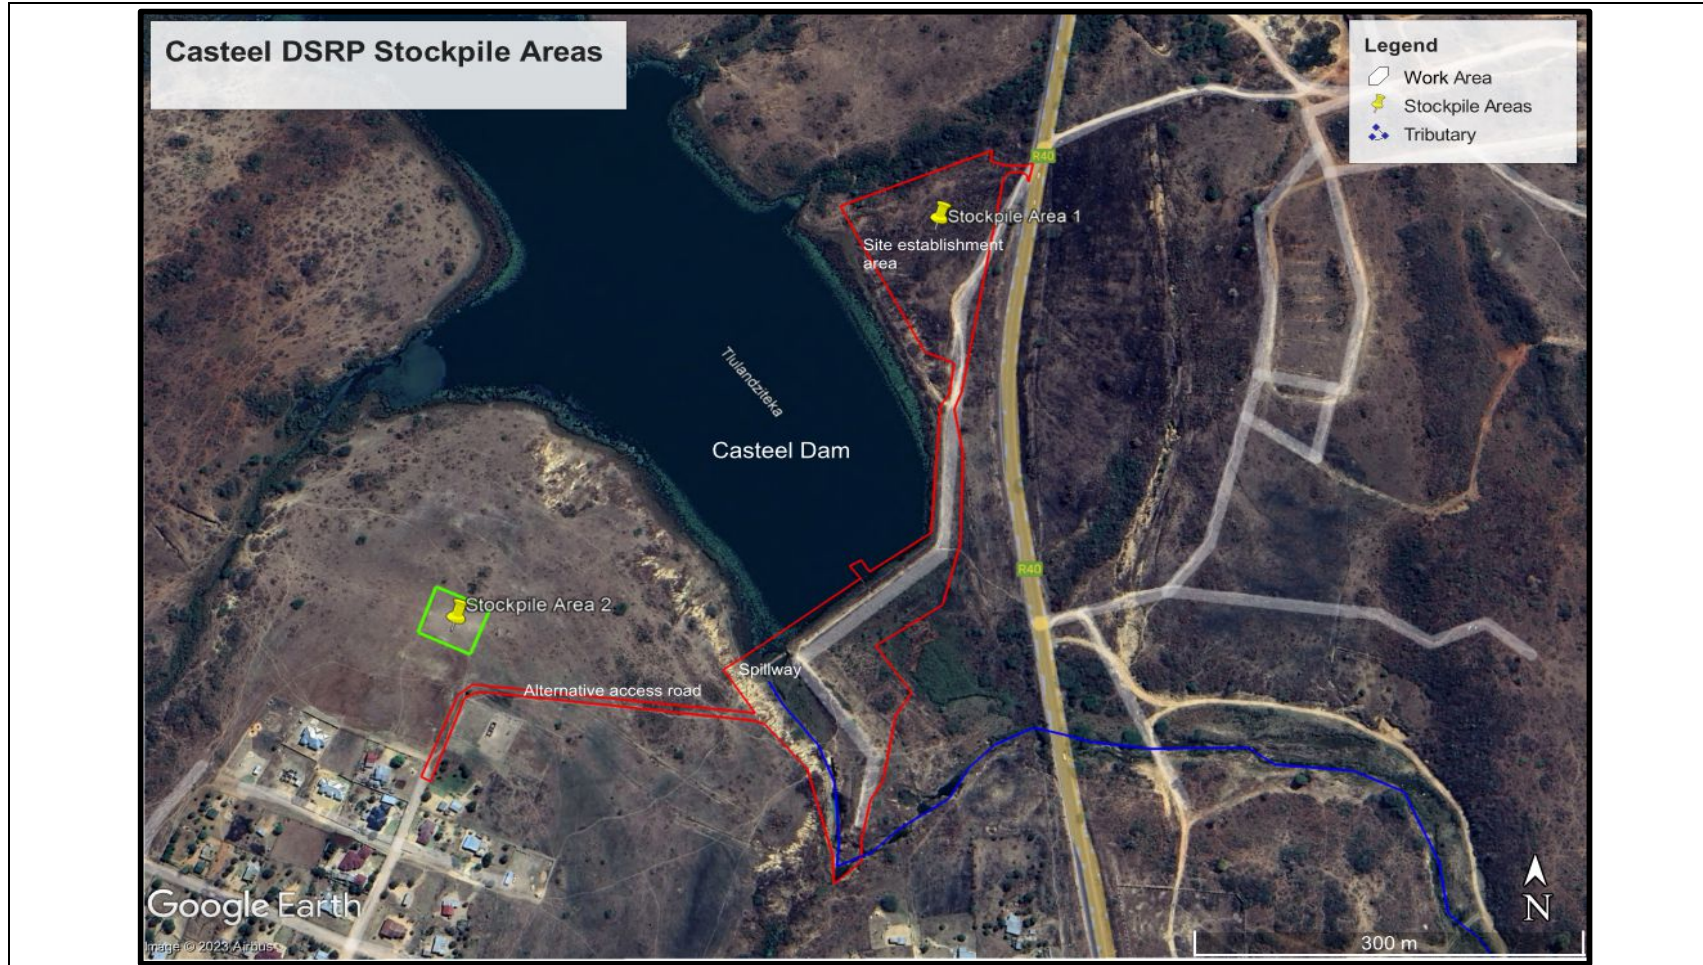 Casteel DSRP Stockpile Areas
Legend
Work Area
Stockpile Areas
Tributary
R40
Stockpile Area 1
Site establishment
area
Tlulandziteka
Casteel Dam
R40
Stockpile Area 2
Spillway
Alternative access road
Google Earth
Image © 2023 Airbus
N
300 m